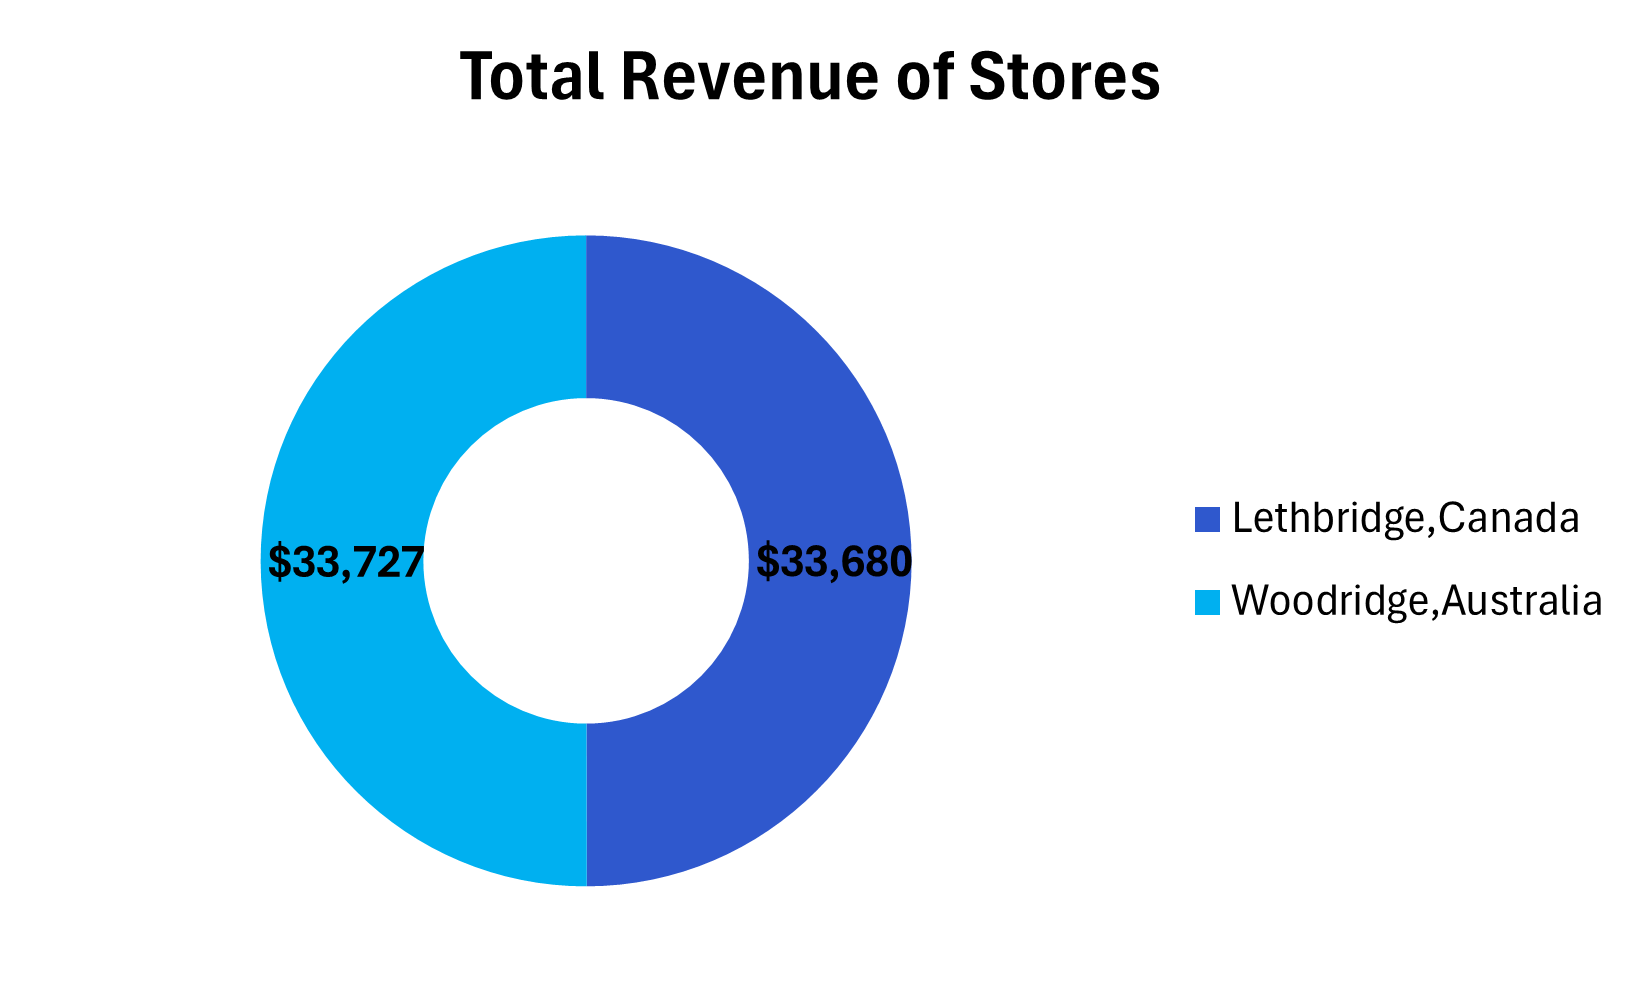 Total Revenue of Stores
$33,727
$33,680
Lethbridge,Canada
Woodridge,Australia